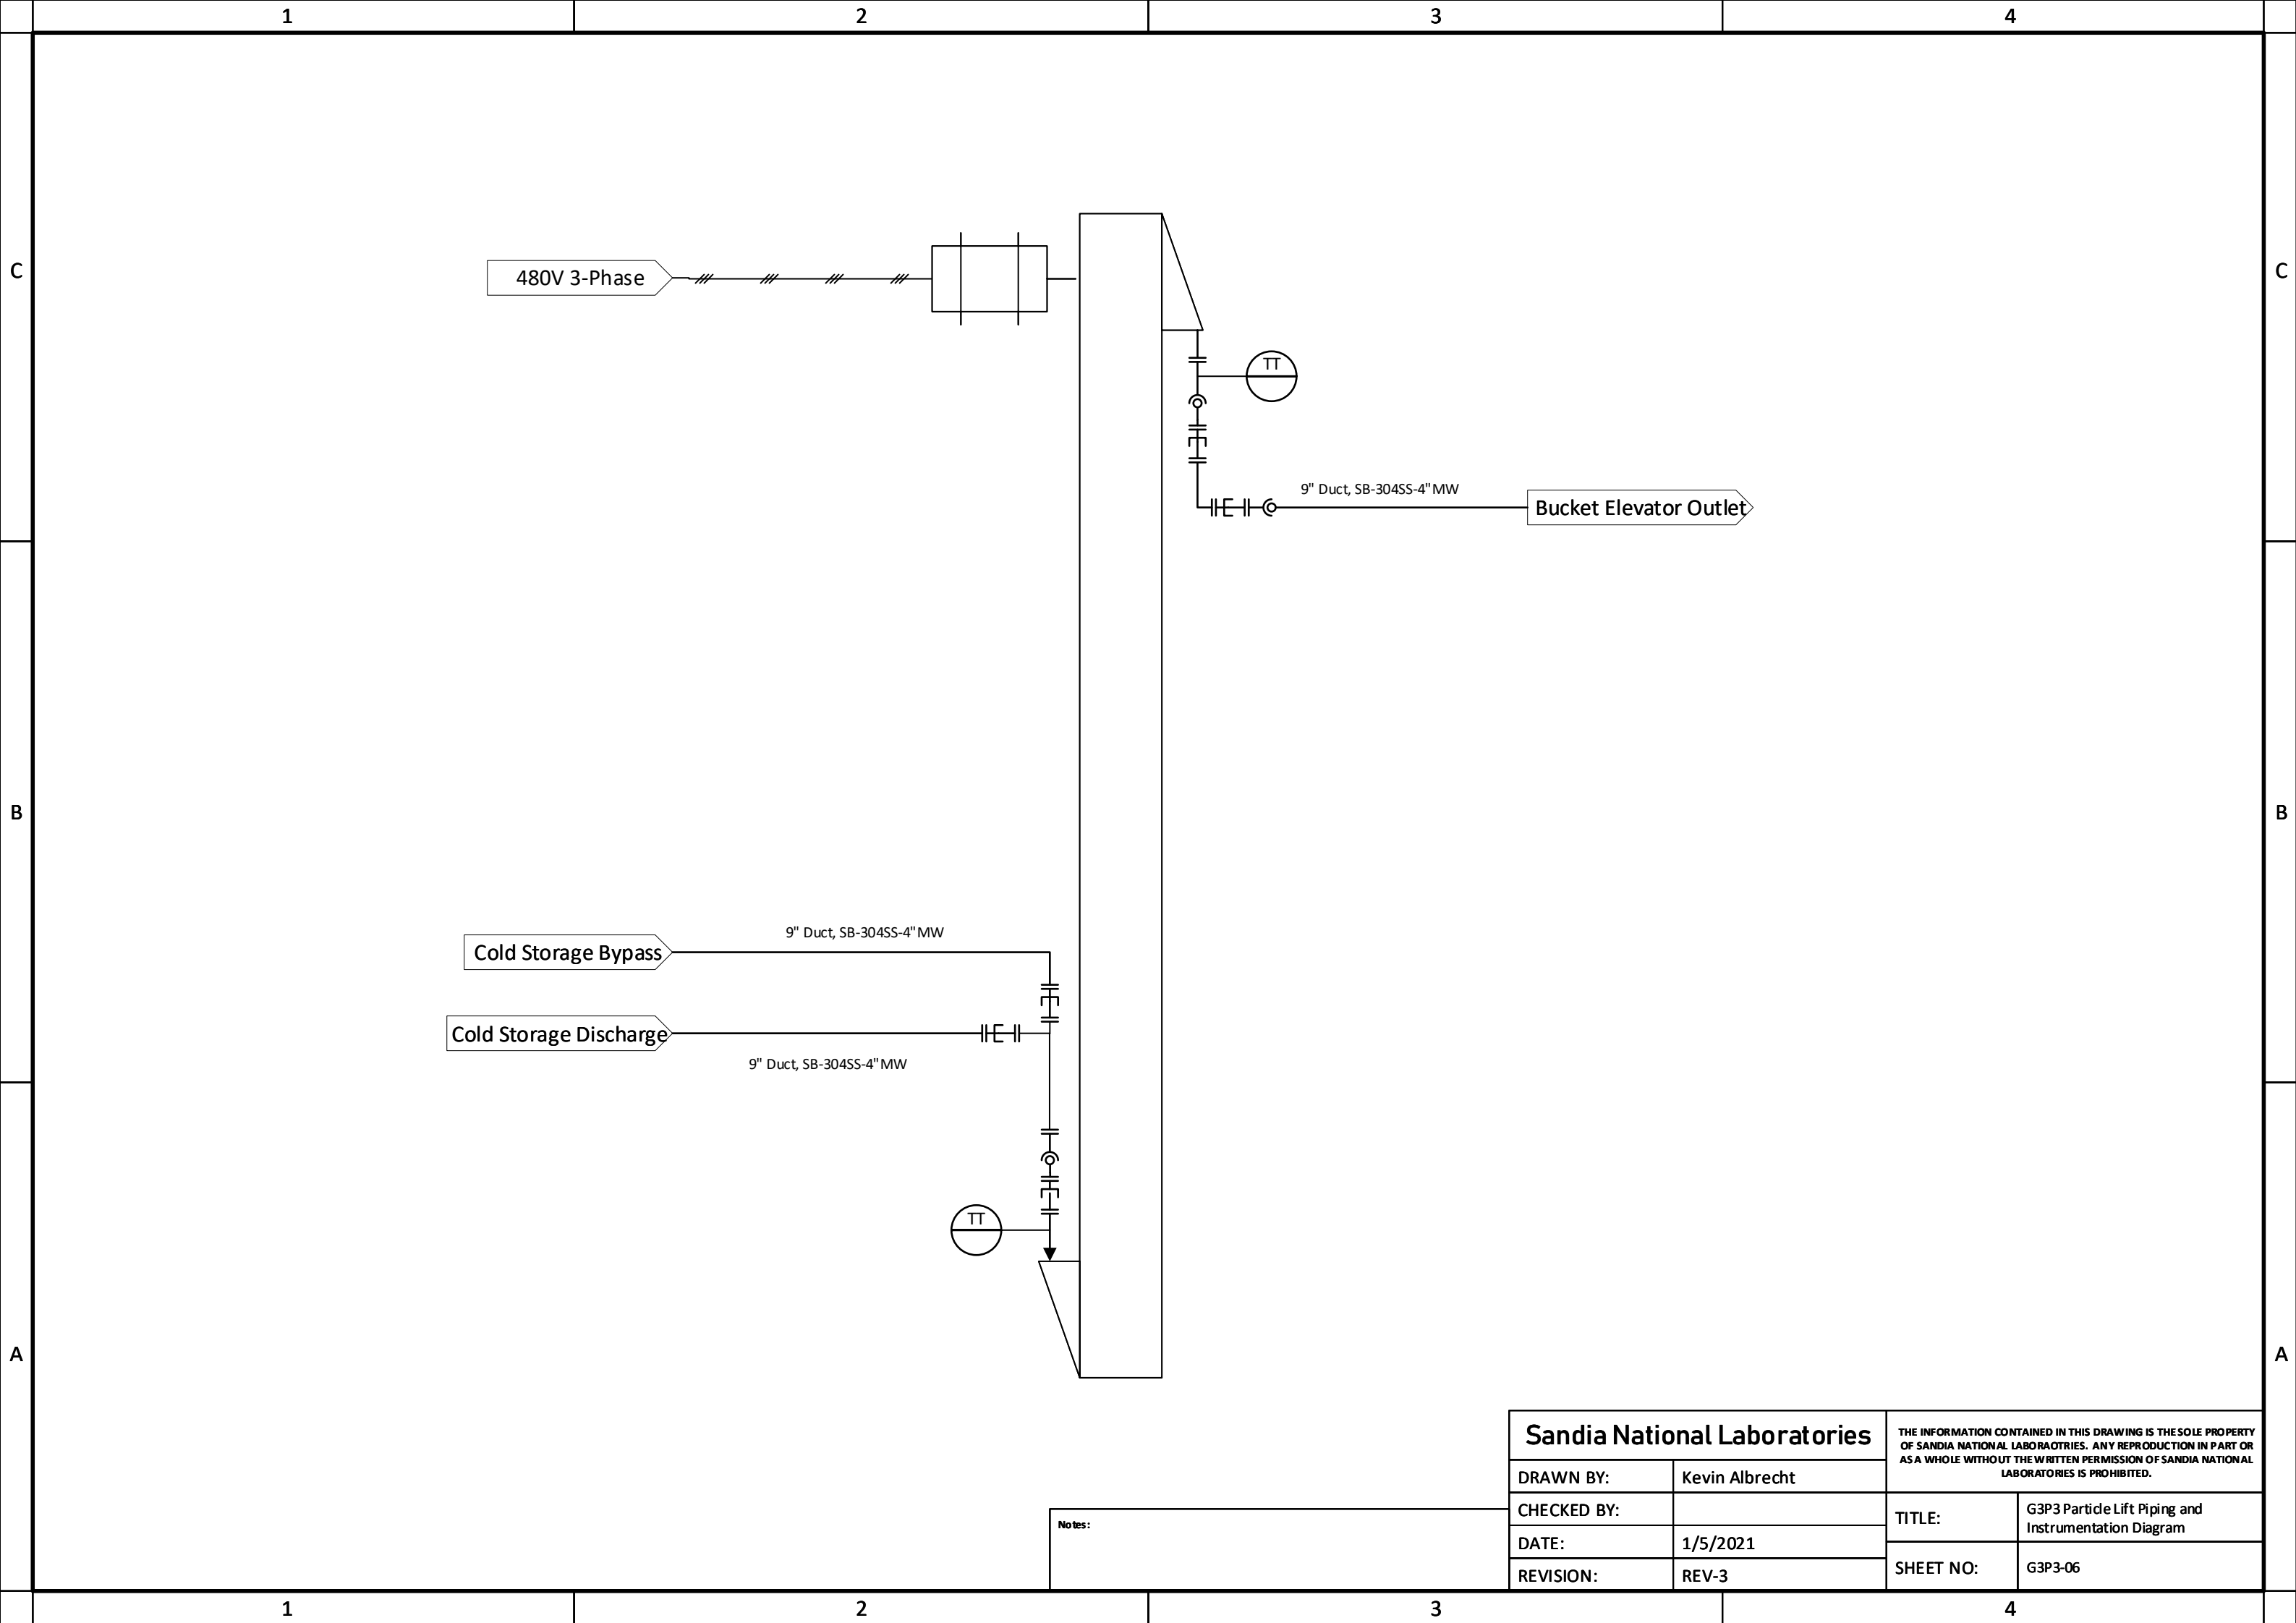 1 2 3 4
C C
480V 3-Phase
TT
9" Duct, SB-304SS-4"MW
Bucket Elevator Outlet
B B
9" Duct, SB-304SS-4"MW
Cold Storage Bypass
Cold Storage Discharge
9" Duct, SB-304SS-4"MW
TT
A A
Sandia National Laboratories
THE INFORMATION CONTAINED IN THIS DRAWING IS THE SOLE PROPERTY
OF SANDIA NATIONAL LABORAOTRIES. ANY REPRODUCTION IN PART OR
AS A WHOLE WITHOUT THE WRITTEN PERMISSION OF SANDIA NATIONAL
LABORATORIES IS PROHIBITED.
DRAWN BY: Kevin Albrecht
CHECKED BY:
DATE: 1/5/2021
REVISION: REV-3
TITLE: G3P3 Particle Lift Piping and
Instrumentation Diagram
SHEET NO: G3P3-06
Notes:
1 2 3 4